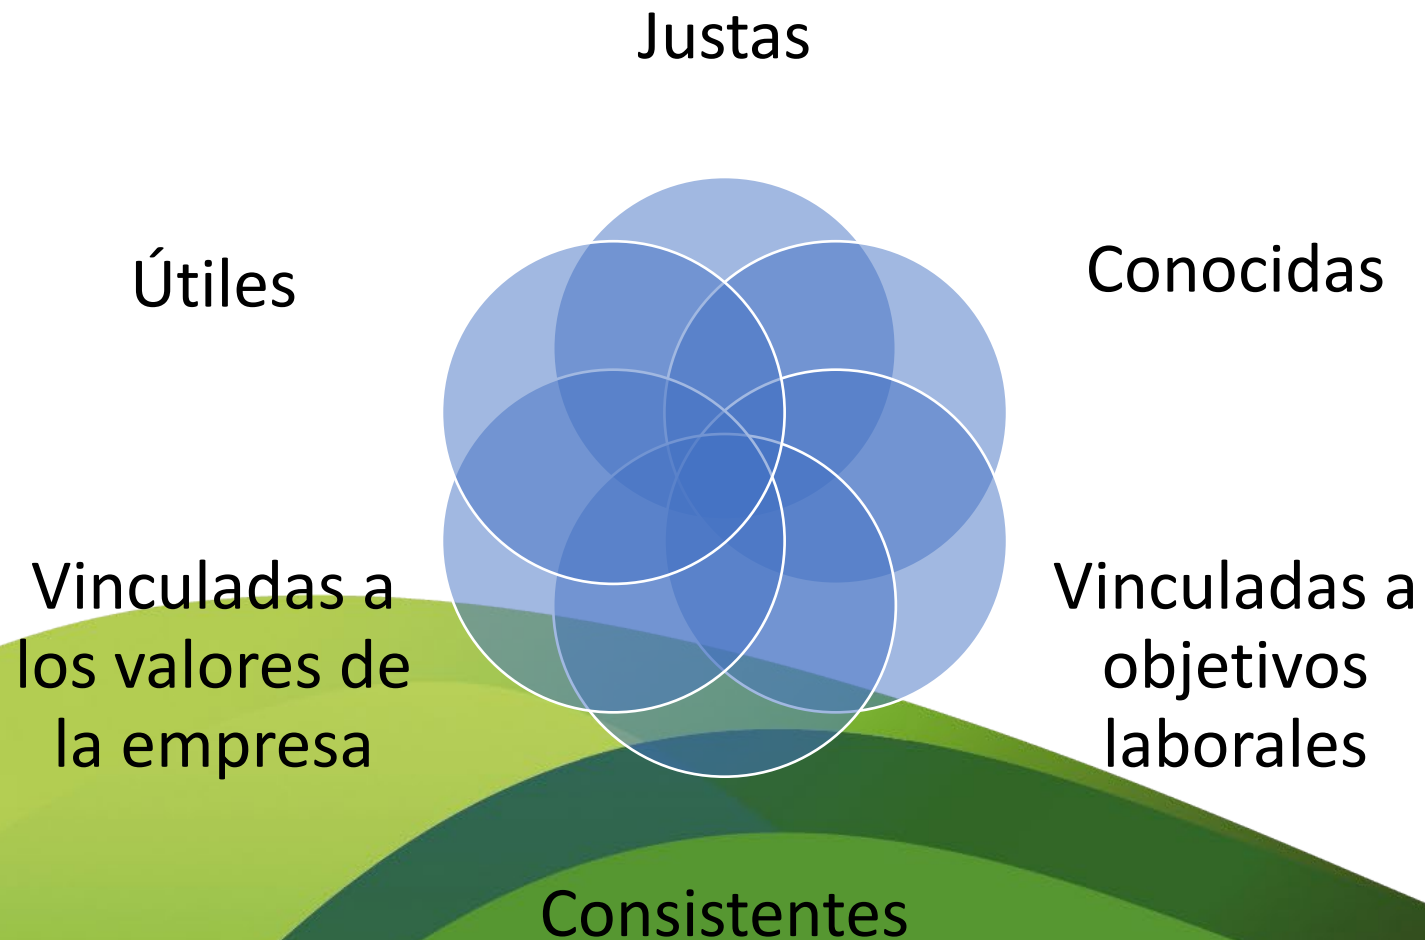 Justas
Útiles
Conocidas
Vinculadas a
los valores de
la empresa
Vinculadas a
objetivos
laborales
Consistentes